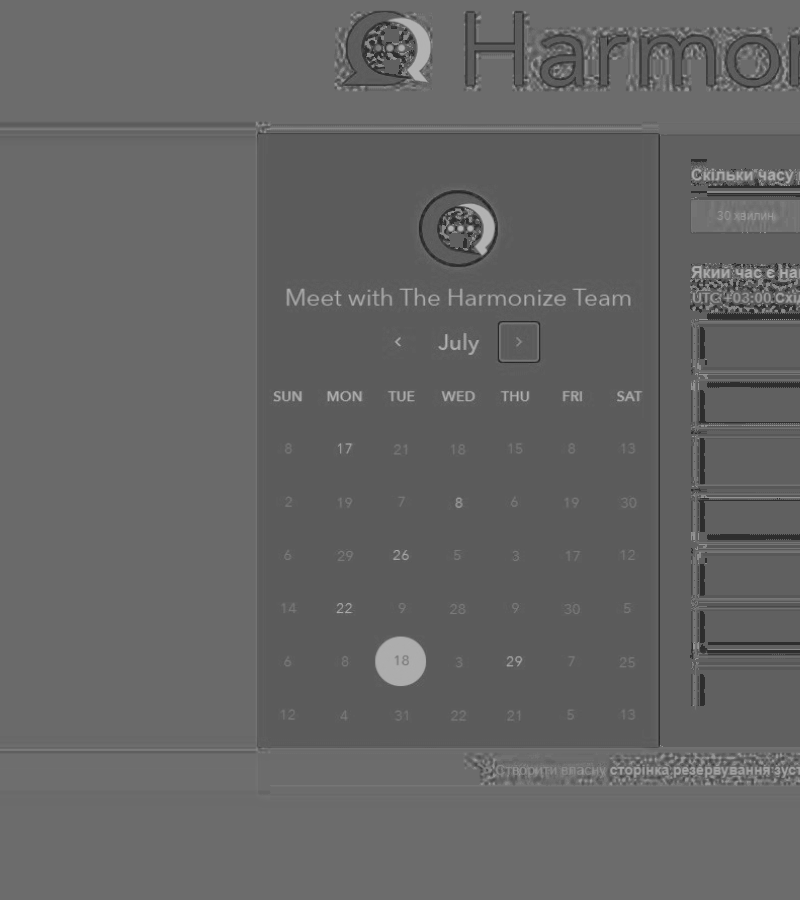 Harmon
Meet with The Harmonize Team
July
SUN MON TUE WED THU FRI SAT
8 17 21 18 15 8 13
2 19 7 8 6 19 30
6 29 26 5 3 17 12
14 22 9 28 9 30 5
6 8 18 3 29 7 25
12 4 31 22 21 5 13
Скільки часу
30 хвилин
Який час є на
UTC +03:00 Схід
Створити власну сторінка резервування зуст